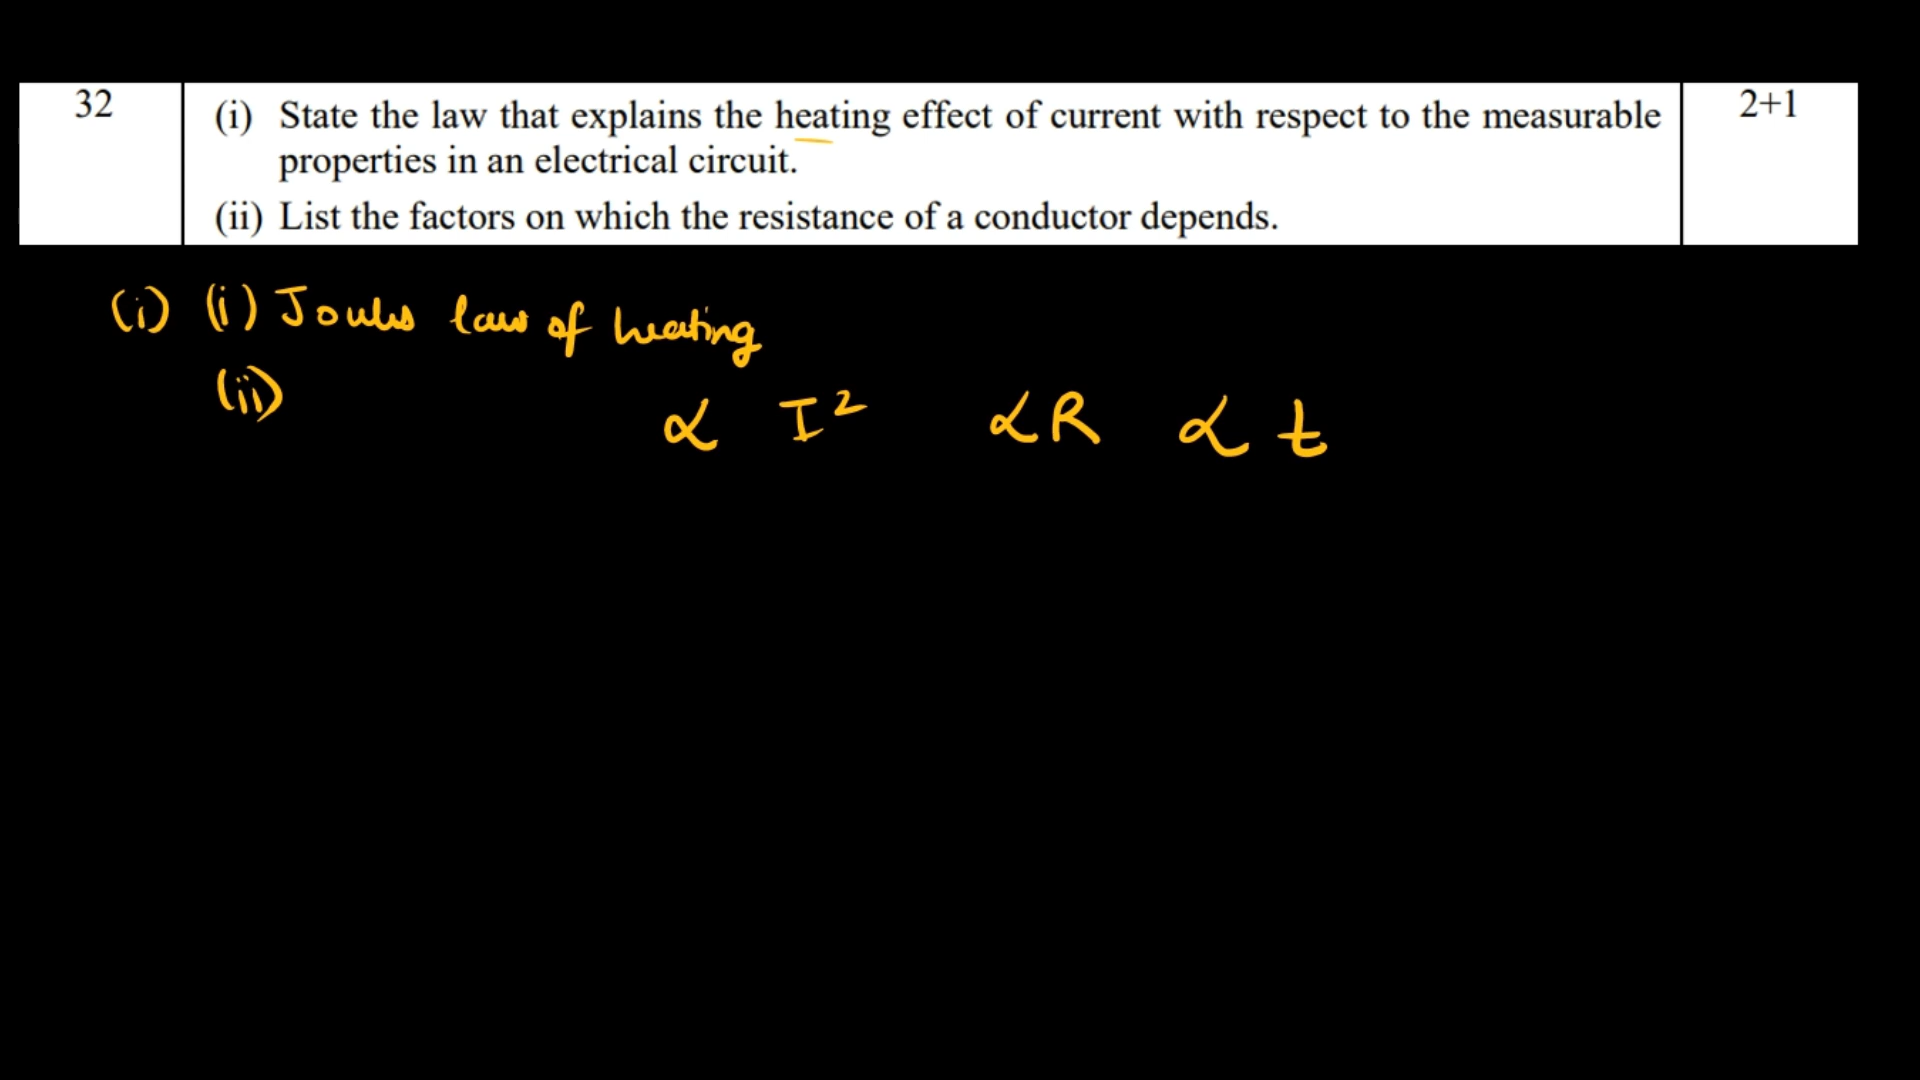 32
(i) State the law that explains the heating effect of current with respect to the measurable
properties in an electrical circuit.
(ii) List the factors on which the resistance of a conductor depends.
2+1
(i) (i) Joules law of heating
(ii)
∝ I² ∝R ∝ t